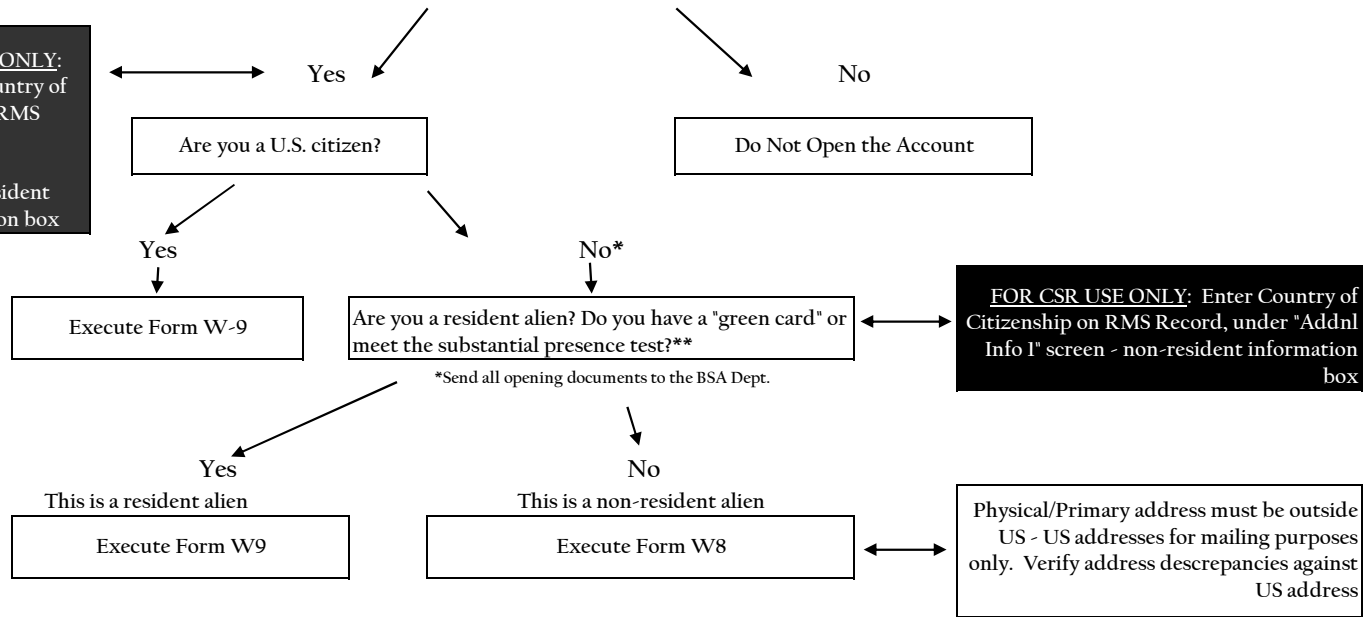 ONLY:
untry of
RMS
sident
on box
Yes
No
Are you a U.S. citizen?
Do Not Open the Account
Yes
No*
Execute Form W-9
Are you a resident alien? Do you have a "green card" or
meet the substantial presence test?**
*Send all opening documents to the BSA Dept.
FOR CSR USE ONLY: Enter Country of
Citizenship on RMS Record, under "Addnl
Info 1" screen - non-resident information
box
Yes
No
This is a resident alien
This is a non-resident alien
Execute Form W9
Execute Form W8
Physical/Primary address must be outside
US - US addresses for mailing purposes
only. Verify address descrepancies against
US address